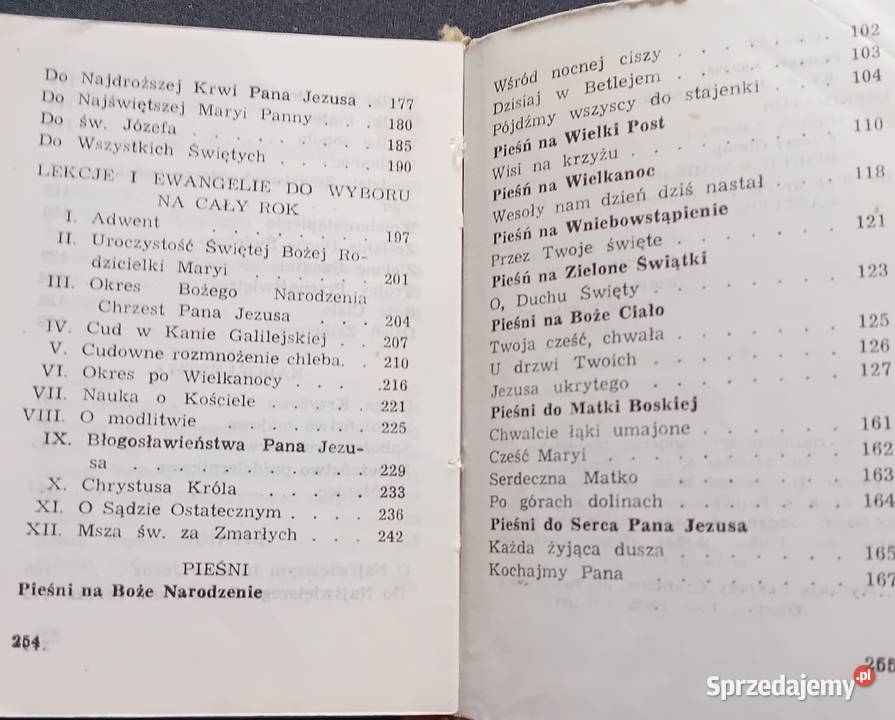 Do Najdroższej Krwi Pana Jezusa . 177
Do Najświętszej Maryi Panny . . 180
Do św. Józefa . . . . . . . 185
Do Wszystkich Świętych . . . . 190
LEKCJE I EWANGELIE DO WYBORU
NA CAŁY ROK
I. Adwent . . . . . . . 197
II. Uroczystość Świętej Bożej Ro-
dzicielki Maryi . . . . . 201
III. Okres Bożego Narodzenia
Chrzest Pana Jezusa . . . . 204
IV. Cud w Kanie Galilejskiej . . 207
V. Cudowne rozmnożenie chleba. . 210
VI. Okres po Wielkanocy . . . .216
VII. Nauka o Kościele . . . . . 221
VIII. O modlitwie . . . . . . 225
IX. Błogosławieństwa Pana Jezu-
sa . . . . . . . . 229
X. Chrystusa Króla . . . . . 233
XI. O Sądzie Ostatecznym . . . . 236
XII. Msza św. za Zmarłych . . . 242
PIEŚNI
Pieśni na Boże Narodzenie
254
Wśród nocnej ciszy . . . . . . 102
Dzisiaj w Betlejem . . . . . . 103
Pójdźmy wszyscy do stajenki . . . 104
Pieśń na Wielki Post
Wisi na krzyżu . . . . . . . 110
Pieśń na Wielkanoc
Wesoły nam dzień dziś nastał . . . 118
Pieśń na Wniebowstąpienie
Przez Twoje święte . . . . . . 121
Pieśń na Zielone Świątki
O, Duchu Święty . . . . . . 123
Pieśni na Boże Ciało
Twoja cześć, chwała . . . . . . 125
U drzwi Twoich . . . . . . . 126
Jezusa ukrytego . . . . . . . 127
Pieśni do Matki Boskiej
Chwalcie łąki umajone . . . . . 161
Cześć Maryi . . . . . . . . 162
Serdeczna Matko . . . . . . 163
Po górach dolinach . . . . . . 164
Pieśni do Serca Pana Jezusa
Każda żyjąca dusza . . . . . . 165
Kochajmy Pana . . . . . . 167
255
Sprzedajemy.pl